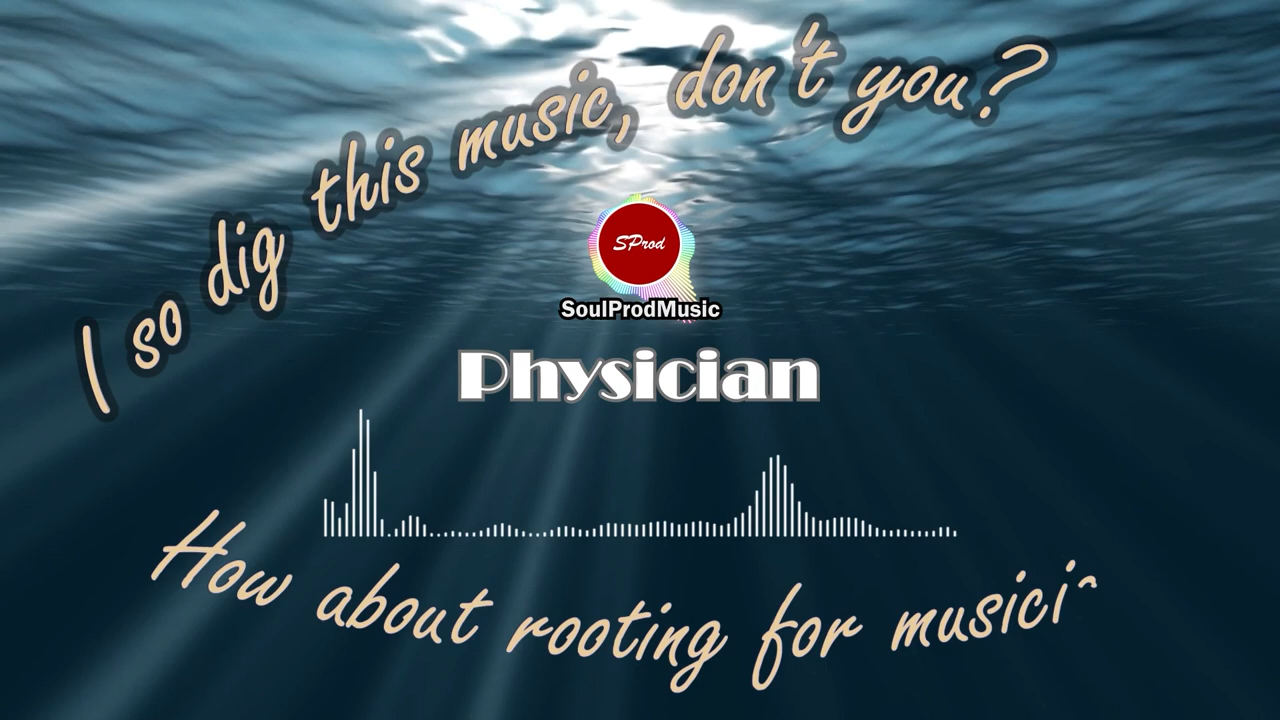 I so dig this music, don't you?
SProd
SoulProdMusic
Physician
How about rooting for musici